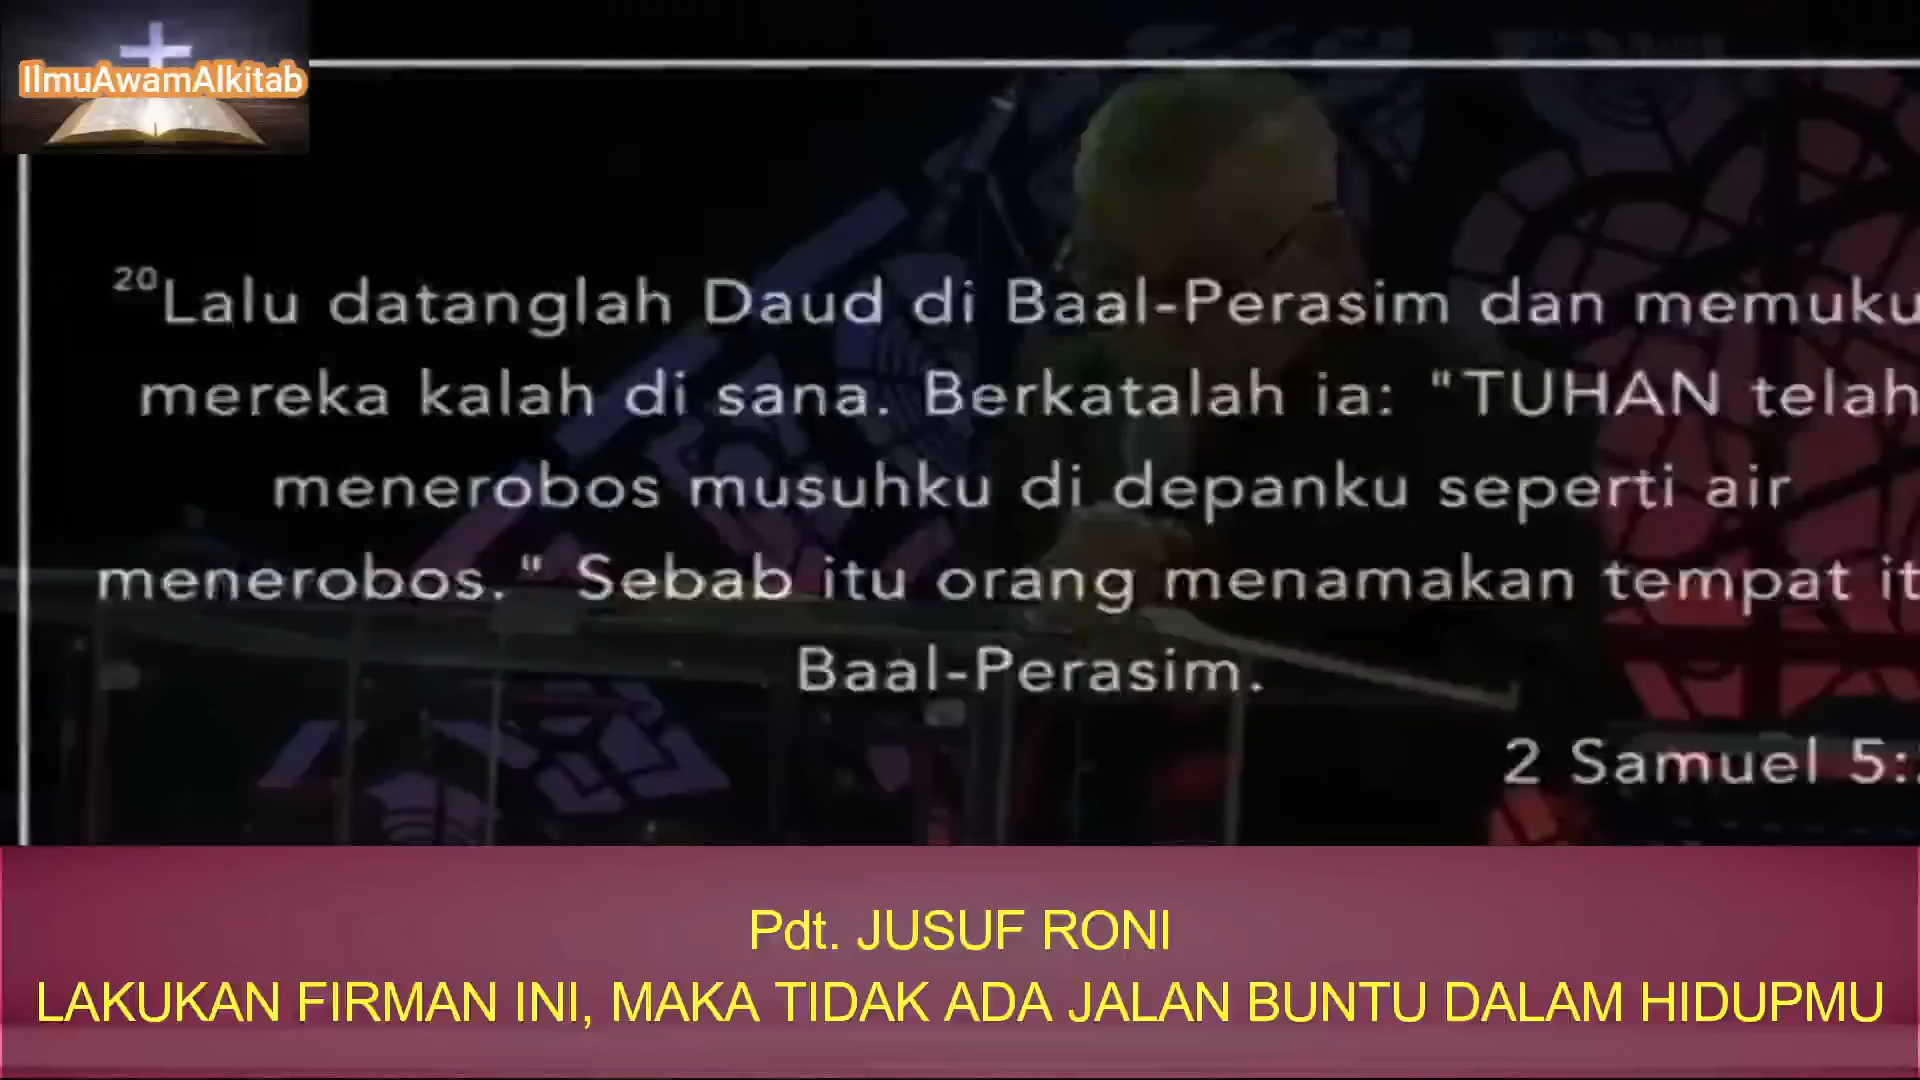 IlmuAwamAlkitab
20Lalu datanglah Daud di Baal-Perasim dan memuku
mereka kalah di sana. Berkatalah ia: "TUHAN telah
menerobos musuhku di depanku seperti air
menerobos." Sebab itu orang menamakan tempat it
Baal-Perasim.
2 Samuel 5:
Pdt. JUSUF RONI
LAKUKAN FIRMAN INI, MAKA TIDAK ADA JALAN BUNTU DALAM HIDUPMU